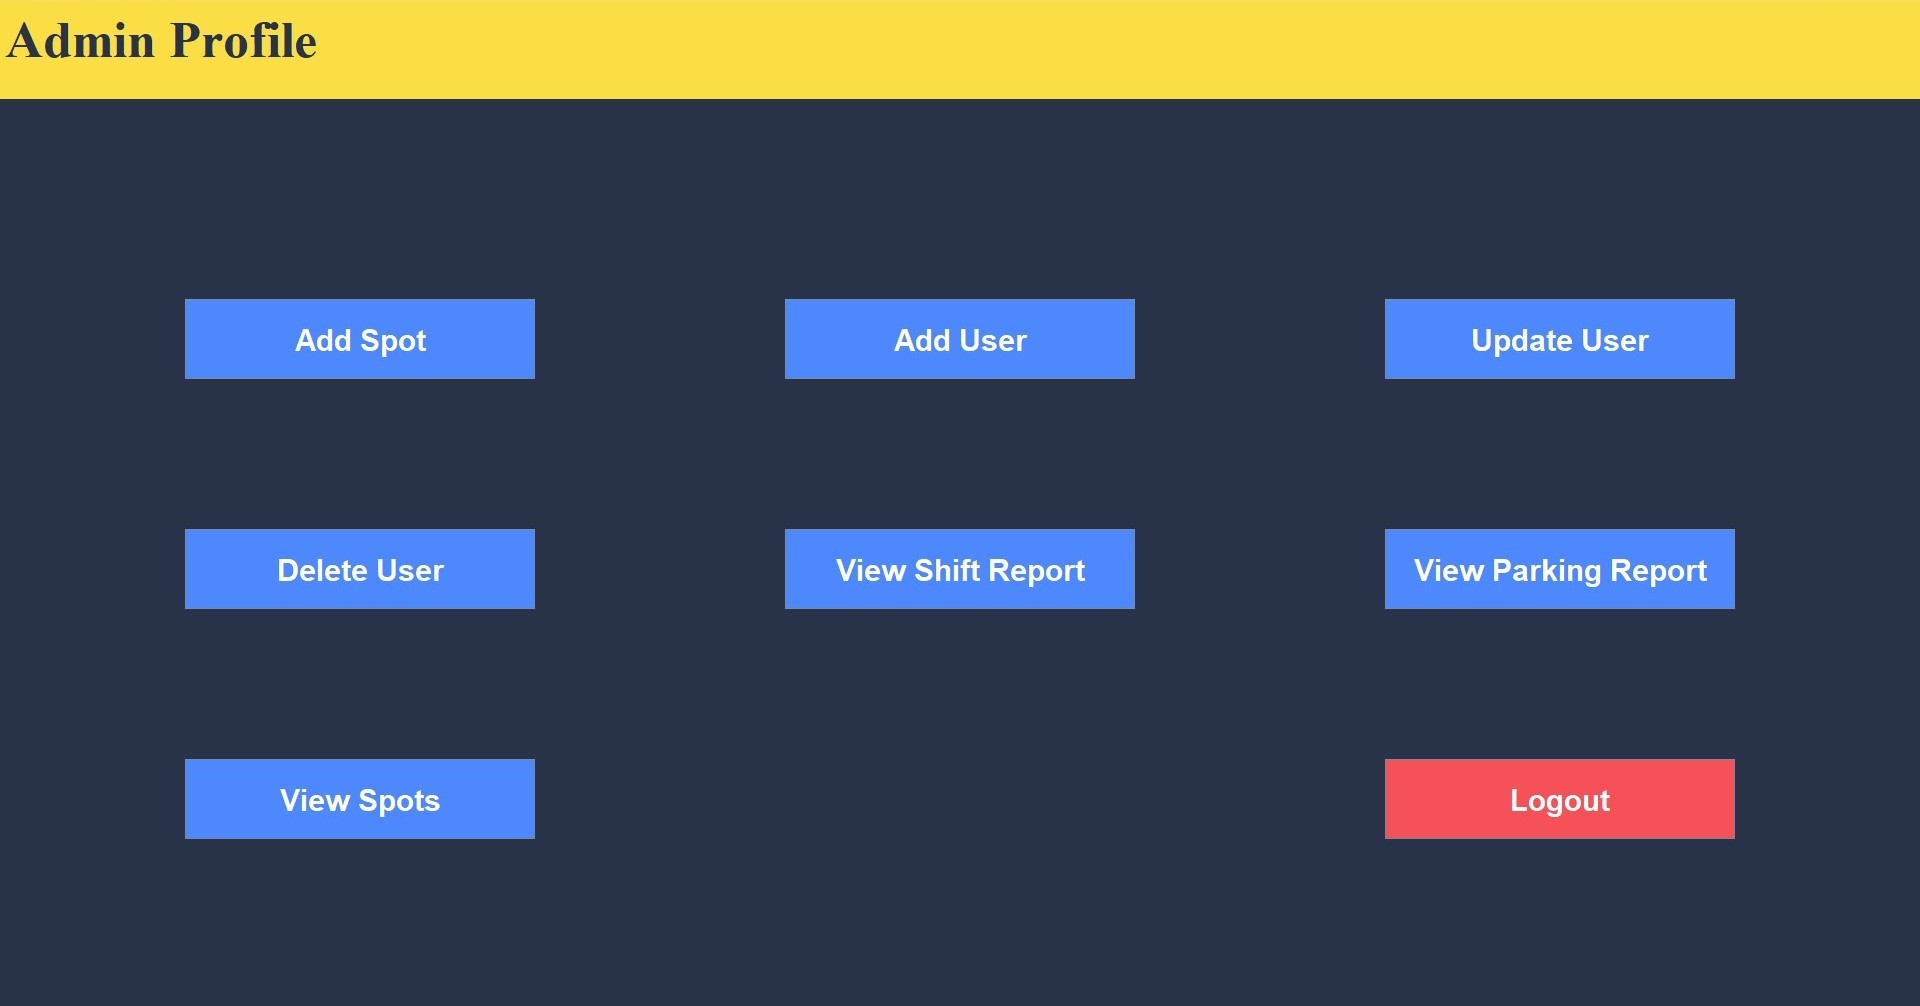 Admin Profile
Add Spot
Add User
Update User
Delete User
View Shift Report
View Parking Report
View Spots
Logout